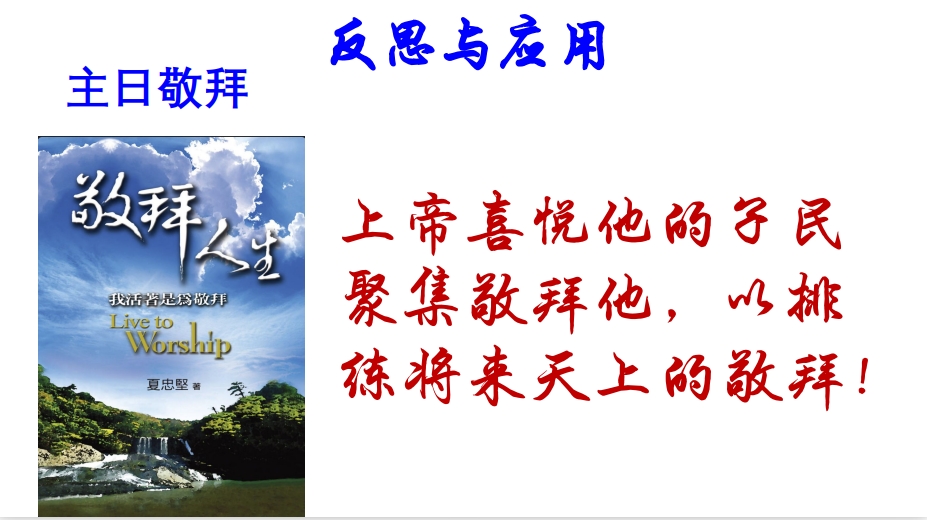 反思与应用
主日敬拜
敬拜
人生
我活著是為敬拜
Live to
Worship
夏忠堅 著
上帝喜悦他的子民
聚集敬拜他，以排
练将来天上的敬拜！